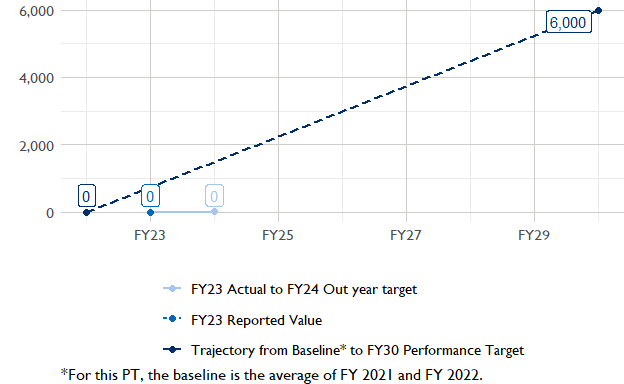 6,000
6,000
4,000
2,000
0
0
0
0
FY23
FY25
FY27
FY29
FY23 Actual to FY24 Out year target
FY23 Reported Value
Trajectory from Baseline* to FY30 Performance Target
*For this PT, the baseline is the average of FY 2021 and FY 2022.